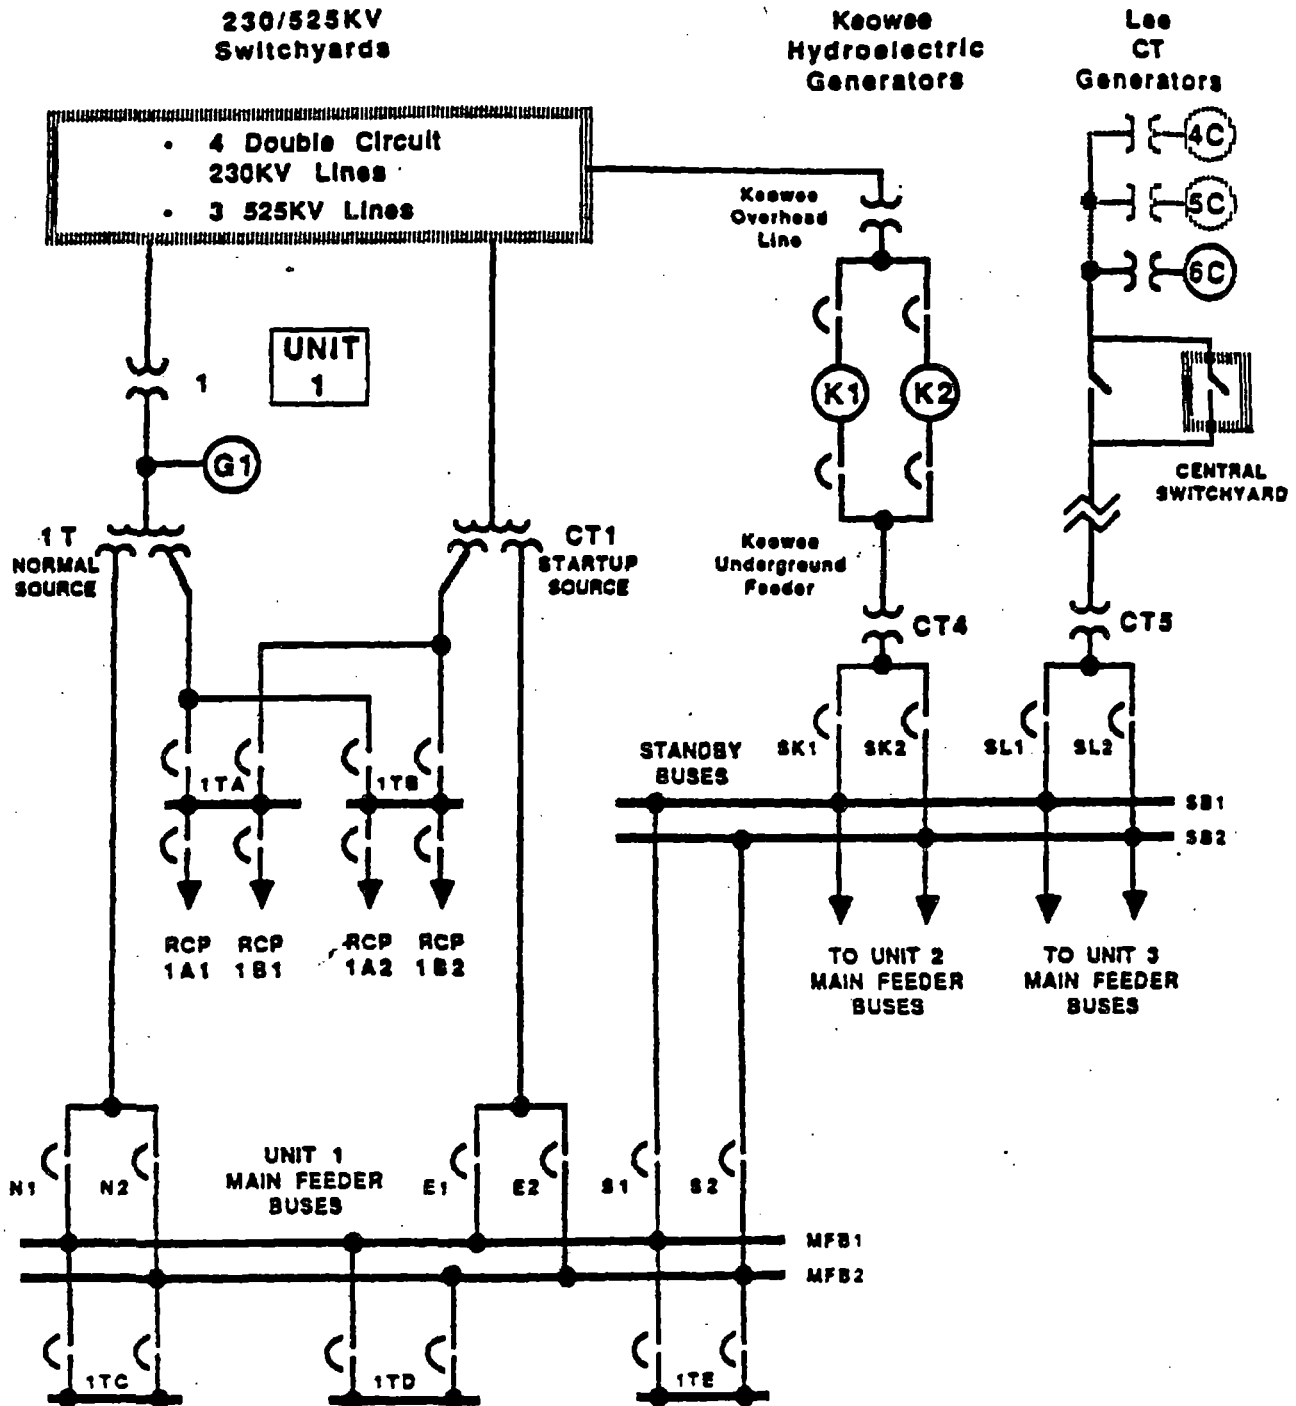 230/525KV
Switchyards
Keowee
Hydroelectric
Generators
Lee
CT
Generators
• 4 Double Circuit
230KV Lines
• 3 525KV Lines
4C
5C
6C
Keowee
Overhead
Line
UNIT
1
1
K1
K2
G1
CENTRAL
SWITCHYARD
1T
NORMAL
SOURCE
CT1
STARTUP
SOURCE
Keowee
Underground
Feeder
CT4
CT5
SK1
SK2
SL1
SL2
STANDBY
BUSES
1TA
1TB
SB1
SB2
RCP
1A1
RCP
1B1
RCP
1A2
RCP
1B2
TO UNIT 2
MAIN FEEDER
BUSES
TO UNIT 3
MAIN FEEDER
BUSES
N1
N2
UNIT 1
MAIN FEEDER
BUSES
E1
E2
S1
S2
MFB1
MFB2
1TC
1TD
1TE